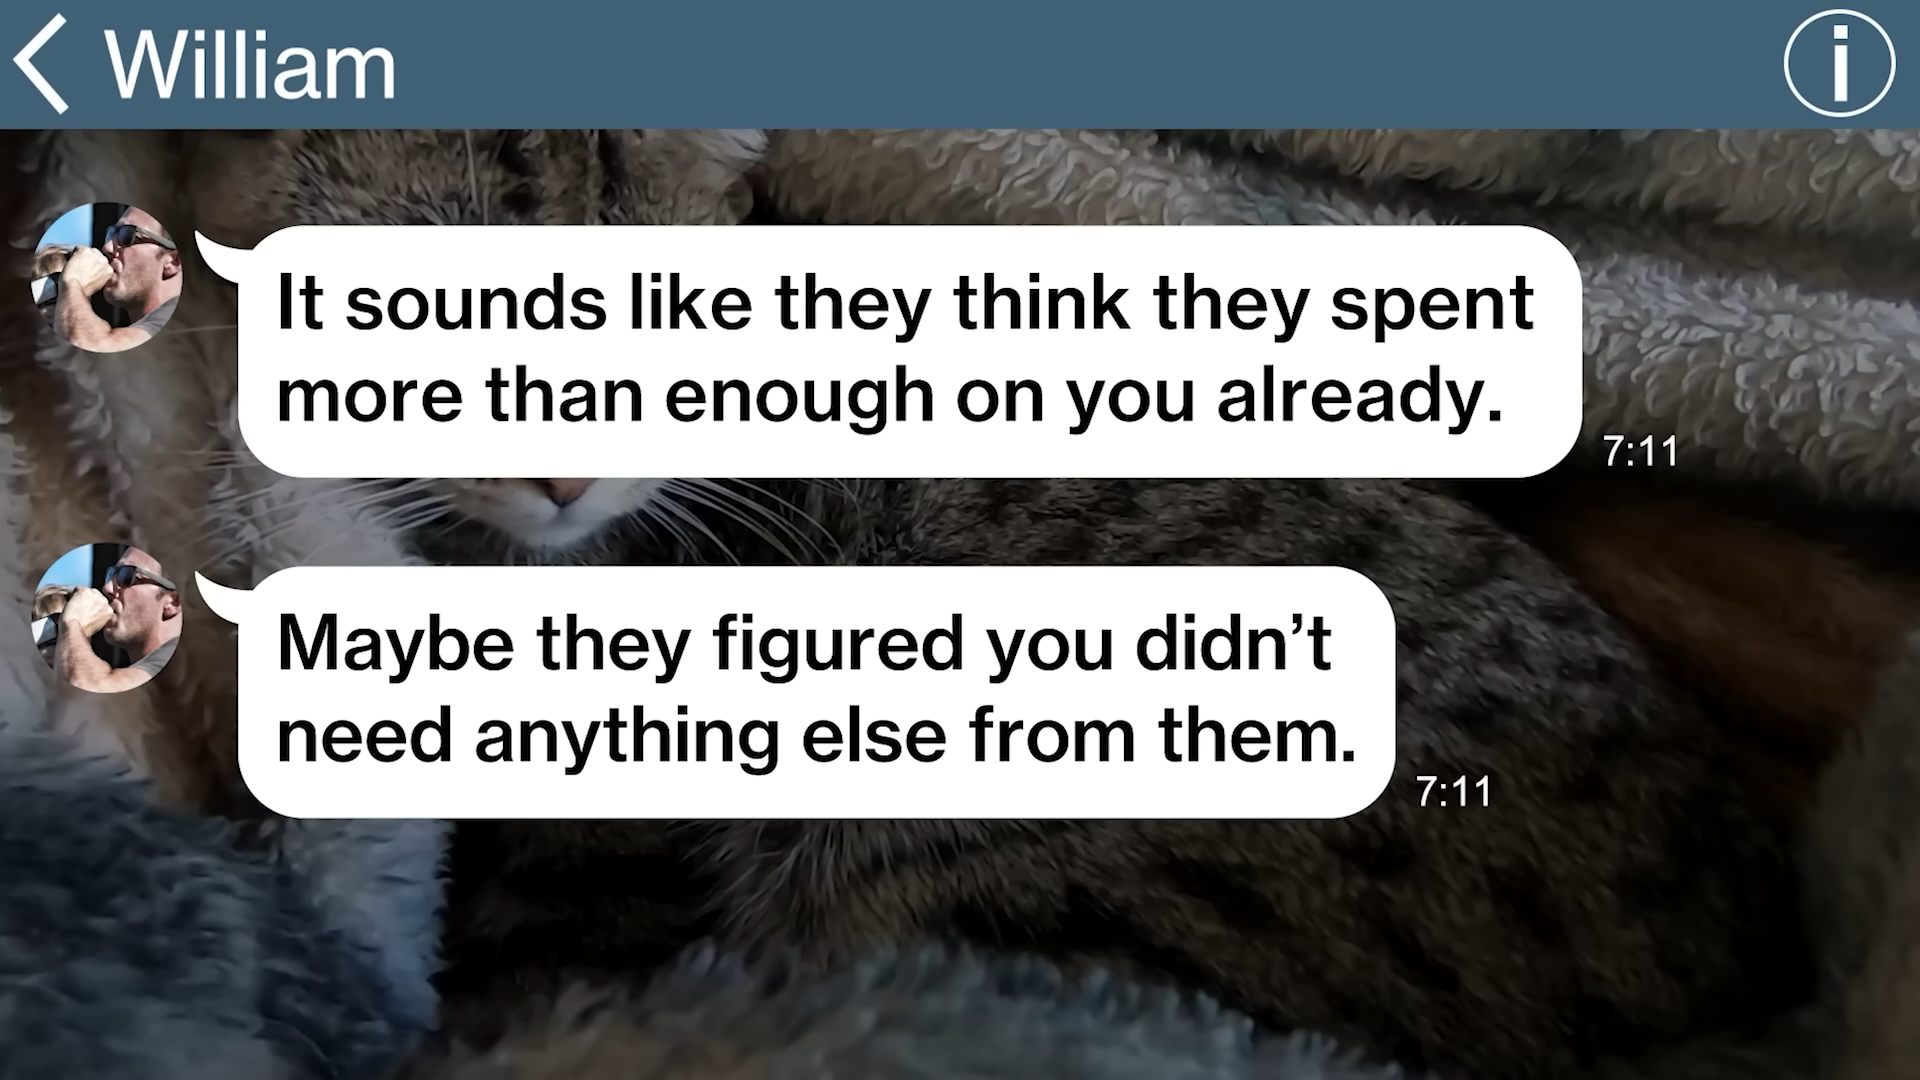 William
It sounds like they think they spent
more than enough on you already.
7:11
Maybe they figured you didn’t
need anything else from them.
7:11